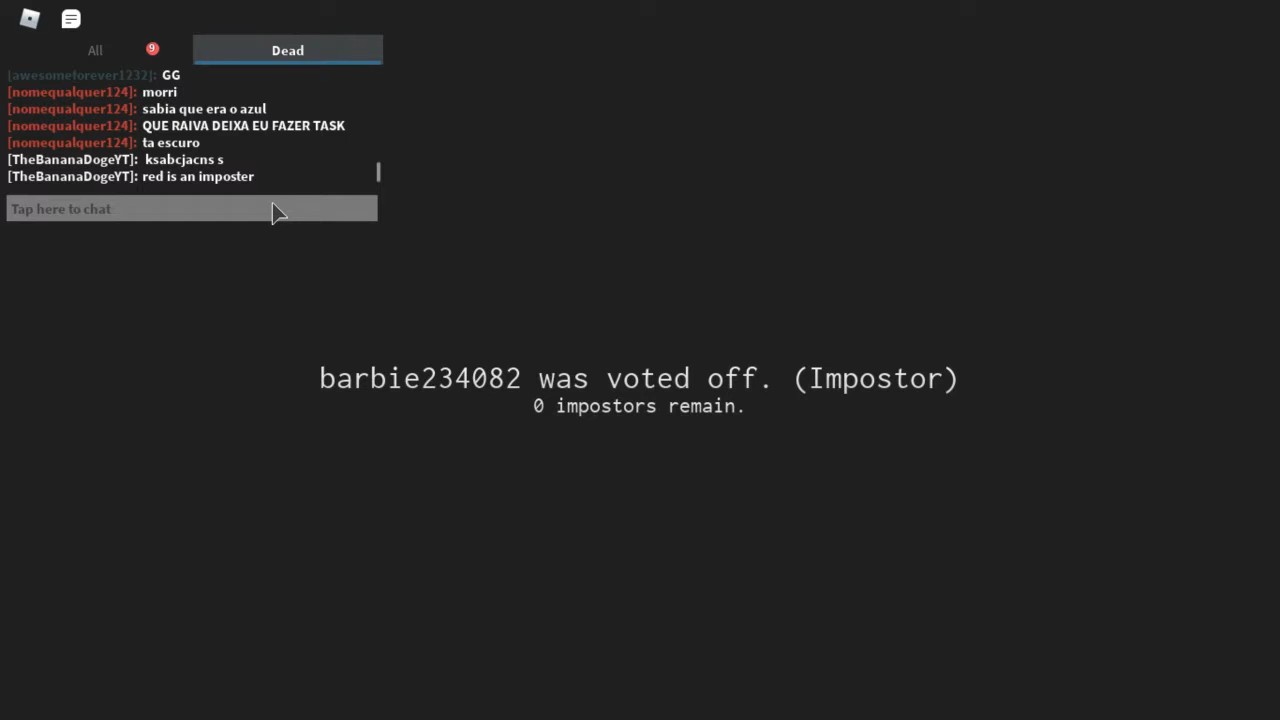 All 9 Dead
[awesomeforever1232]: GG
[nomequalquer124]: morri
[nomequalquer124]: sabia que era o azul
[nomequalquer124]: QUE RAIVA DEIXA EU FAZER TASK
[nomequalquer124]: ta escuro
[TheBananaDogeYT]: ksabcjacns s
[TheBananaDogeYT]: red is an imposter
Tap here to chat
barbie234082 was voted off. (Impostor)
0 impostors remain.